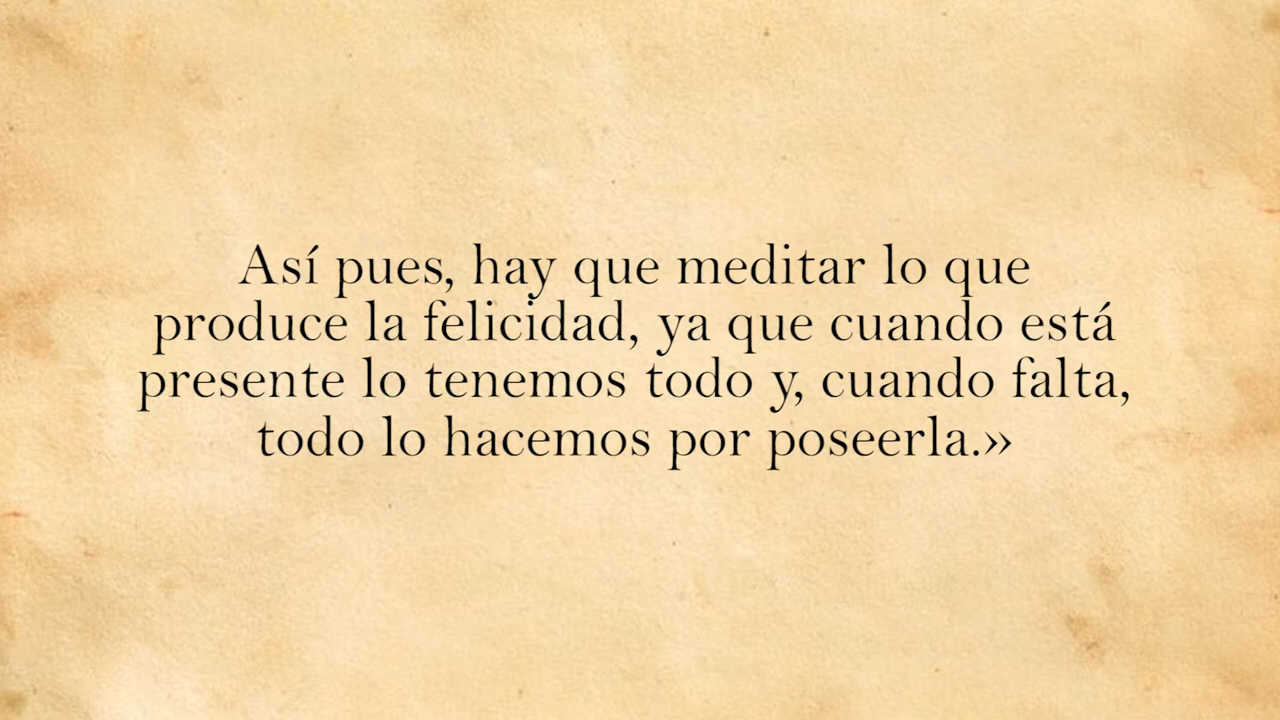 Así pues, hay que meditar lo que
produce la felicidad, ya que cuando está
presente lo tenemos todo y, cuando falta,
todo lo hacemos por poseerla.»